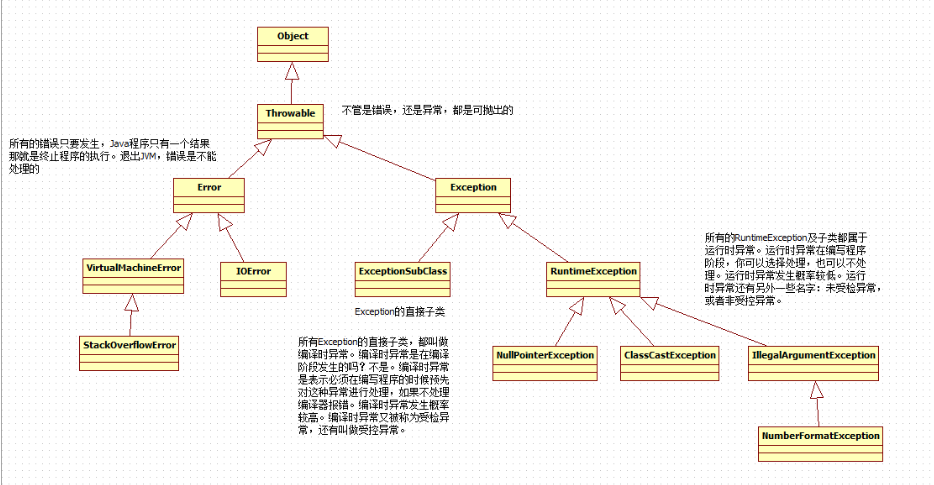 Object
Throwable
不管是错误，还是异常，都是可抛出的
所有的错误只要发生，Java程序只有一个结果
那就是终止程序的执行。退出JVM，错误是不能
处理的
Error
Exception
VirtualMachineError
IOError
ExceptionSubClass
RuntimeException
所有的RuntimeException及子类都属于
运行时异常。运行时异常在编写程序
阶段，你可以选择处理，也可以不处
理。运行时异常发生概率较低。运行
时异常还有另外一些名字：未受检异常，
或者非受控异常。
Exception的直接子类
StackOverflowError
所有Exception的直接子类，都叫做
编译时异常。编译时异常是在编译
阶段发生的吗？不是。编译时异常
是表示必须在编写程序的时候预先
对这种异常进行处理，如果不处理
编译器报错。编译时异常发生概率
较高。编译时异常又被称为受检异
常，还有叫做受控异常。
NullPointerException
ClassCastException
IllegalArgumentException
NumberFormatException